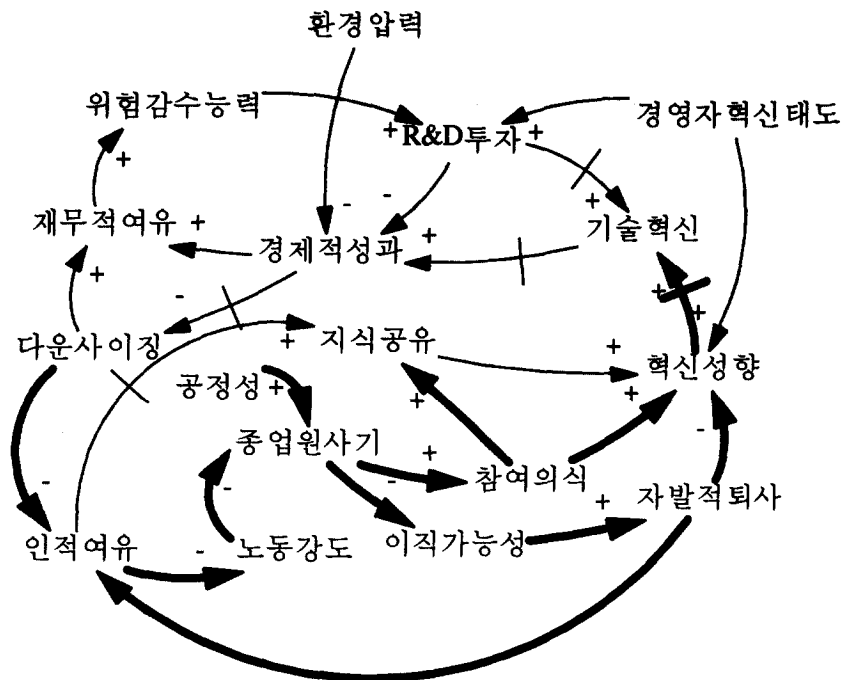 환경압력
위험감수능력
경영자혁신태도
+ R&D투자 +
+
- -
+
재무적여유 +
경제적성과 +
기술혁신
+
-
+ +
다운사이징
+ 지식공유
+
혁신성향
공정성 +
+
+
종업원사기
+
-
-
-
-
참여의식
+ 자발적퇴사
인적여유
-
노동강도
이직가능성